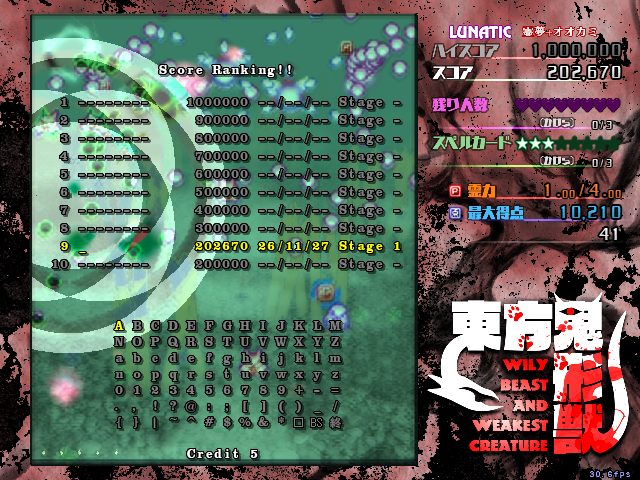 Score Ranking!!
1 -------- 1000000 --/--/-- Stage -
2 -------- 900000 --/--/-- Stage -
3 -------- 800000 --/--/-- Stage -
4 -------- 700000 --/--/-- Stage -
5 -------- 600000 --/--/-- Stage -
6 -------- 500000 --/--/-- Stage -
7 -------- 400000 --/--/-- Stage -
8 -------- 300000 --/--/-- Stage -
9 _ 202670 26/11/27 Stage 1
10 -------- 200000 --/--/-- Stage -
A B C D E F G H I J K L M
N O P Q R S T U V W X Y Z
a b c d e f g h i j k l m
n o p q r s t u v w x y z
0 1 2 3 4 5 6 7 8 9 + - =
. , ! ? @ : ; [ ] ( ) _ /
{ } | ~ ^ # $ % & * □ BS 終
Credit 5
LUNATIC 霊夢+オオカミ
ハイスコア 1,000,000
スコア 202,670
残り人数
(かけら) 0/3
スペルカード ★★★
(かけら) 0/3
P 霊力 1.00/4.00
最大得点 10,210
41
東方鬼形獣
WILY
BEAST
AND
WEAKEST
CREATURE
30.6fps